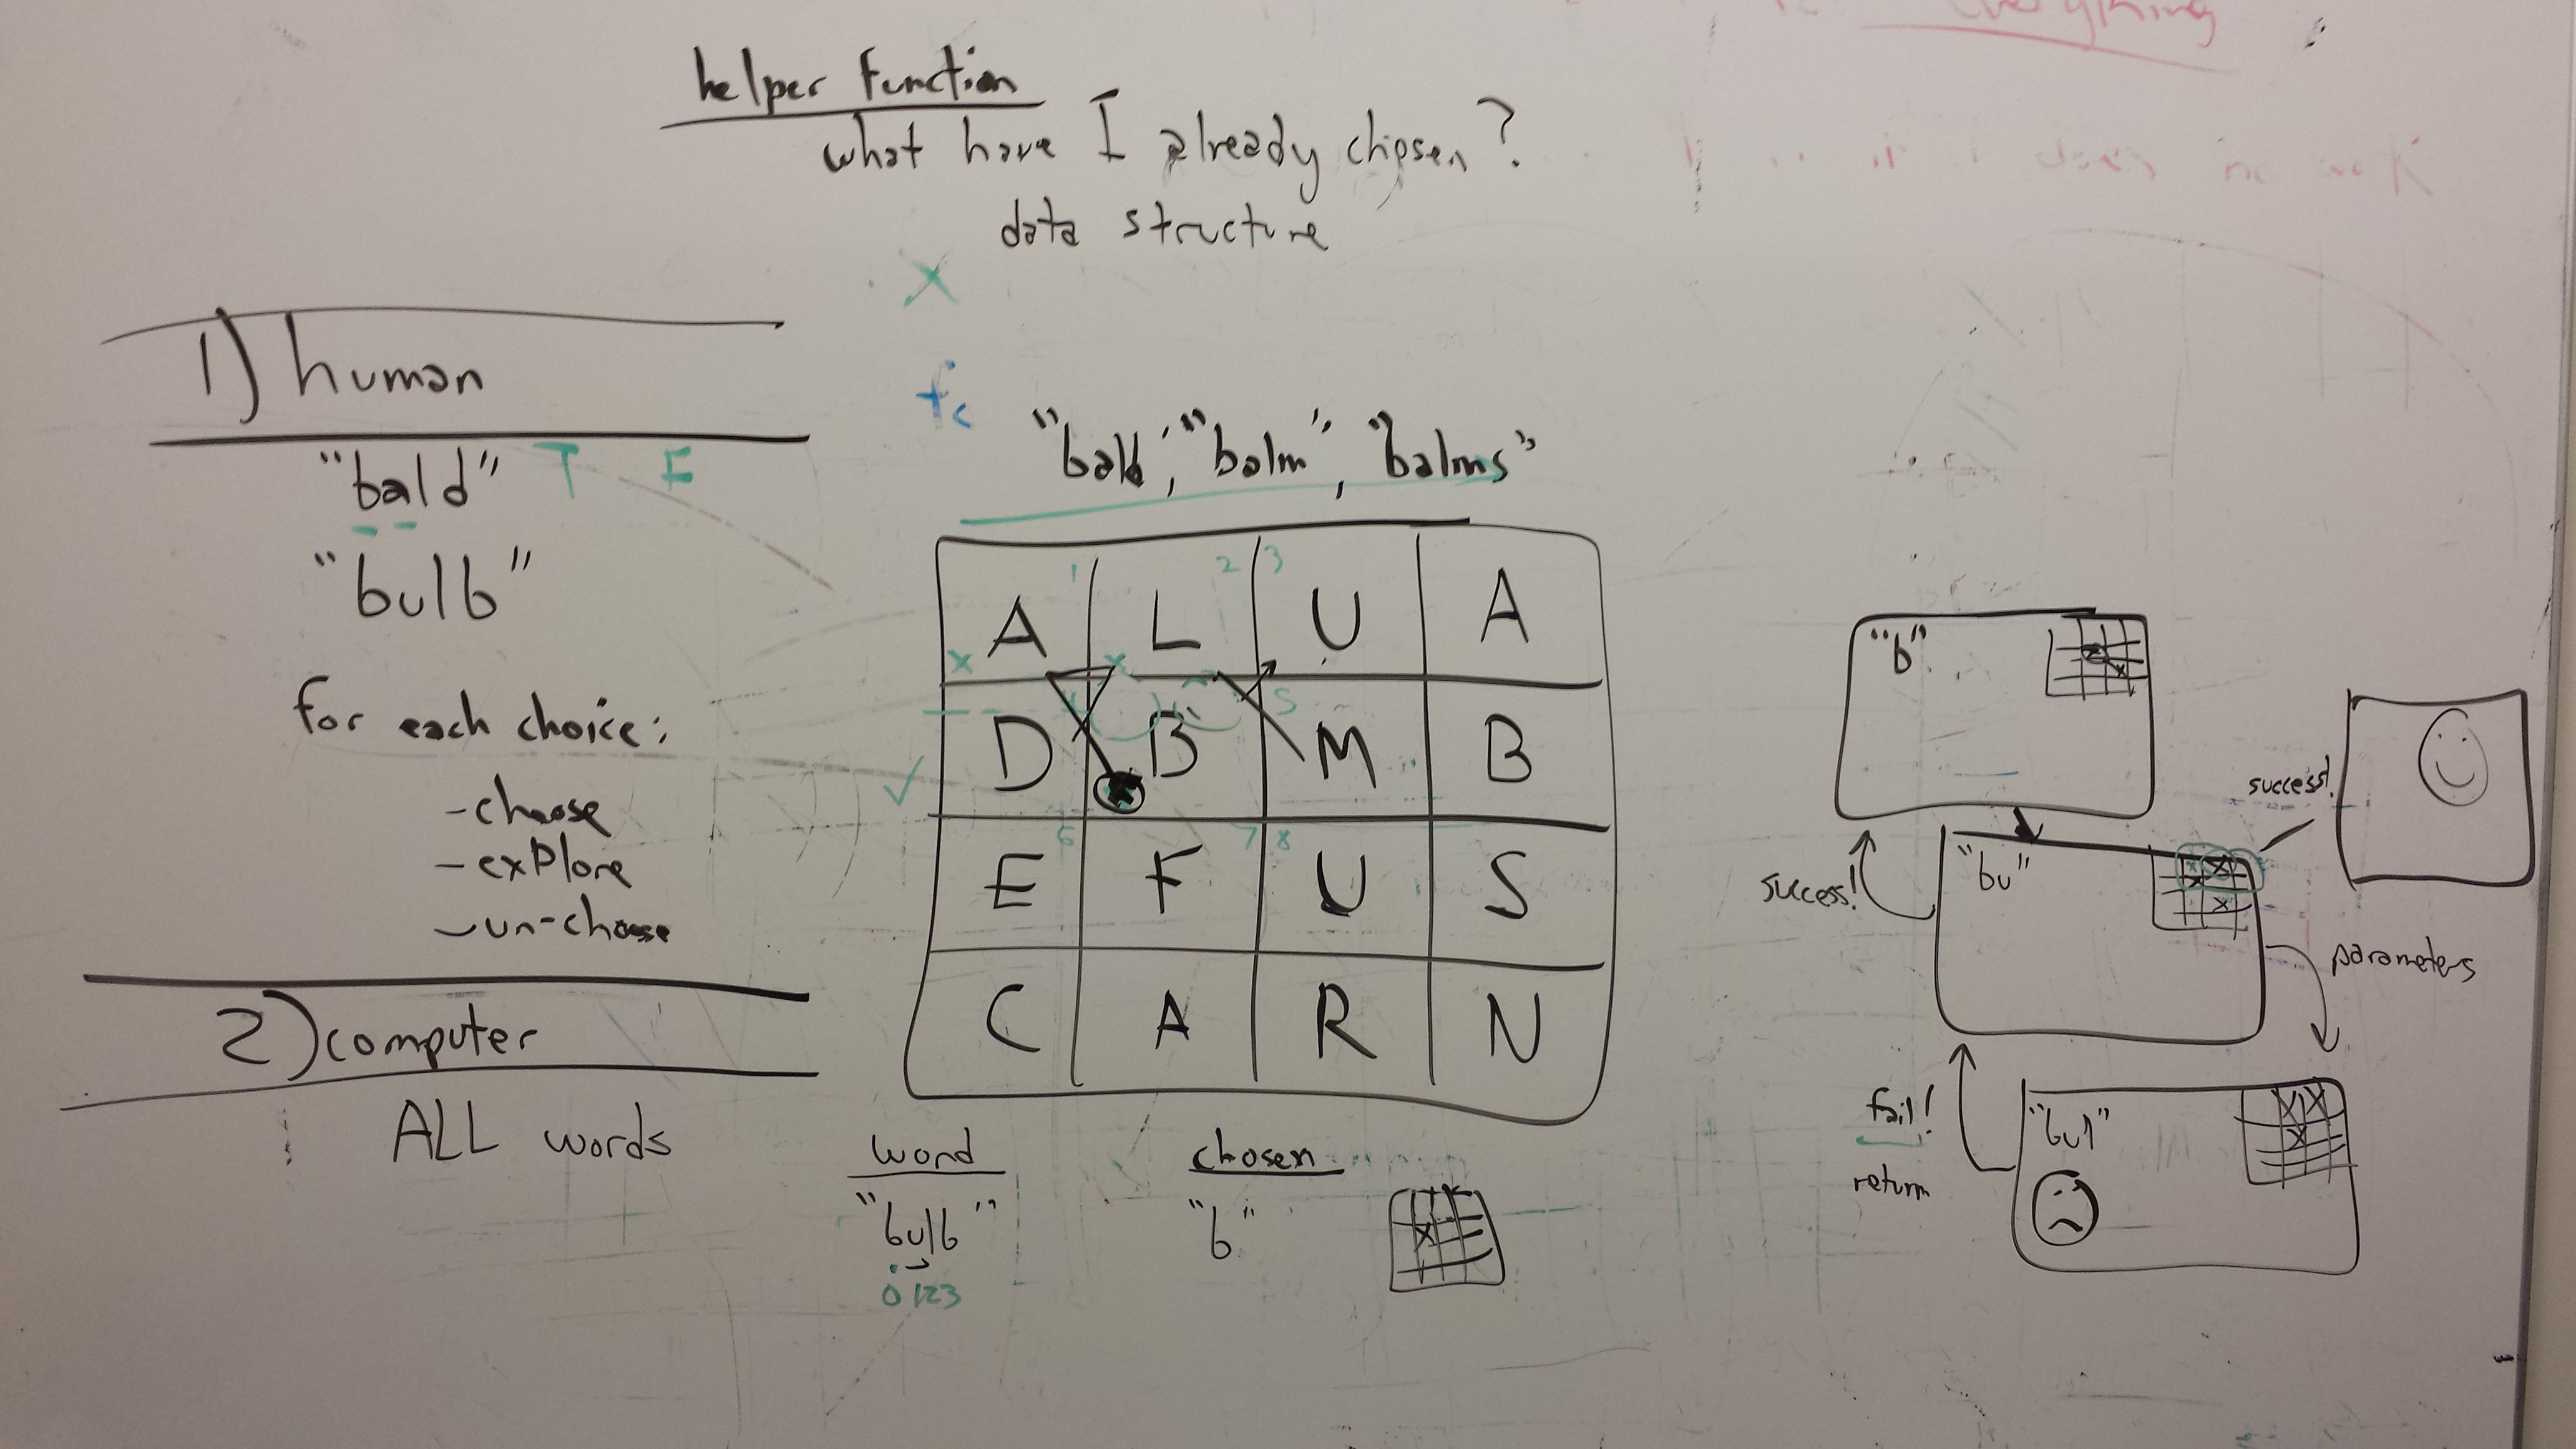 everything
helper function
what have I already chosen?
data structure
X
1) human
"bald" T F
"bulb"
for each choice:
- choose
- explore
- un-choose
2) computer
ALL words
"bald", "balm", "balms"
1 2 3
A L U A
X X
5
D B M B
6 7 8
E F U S
C A R N
word
"bulb"
0123
chosen
"b"
"b"
success!
"bu"
success!
parameters
fail!
return
"bul"